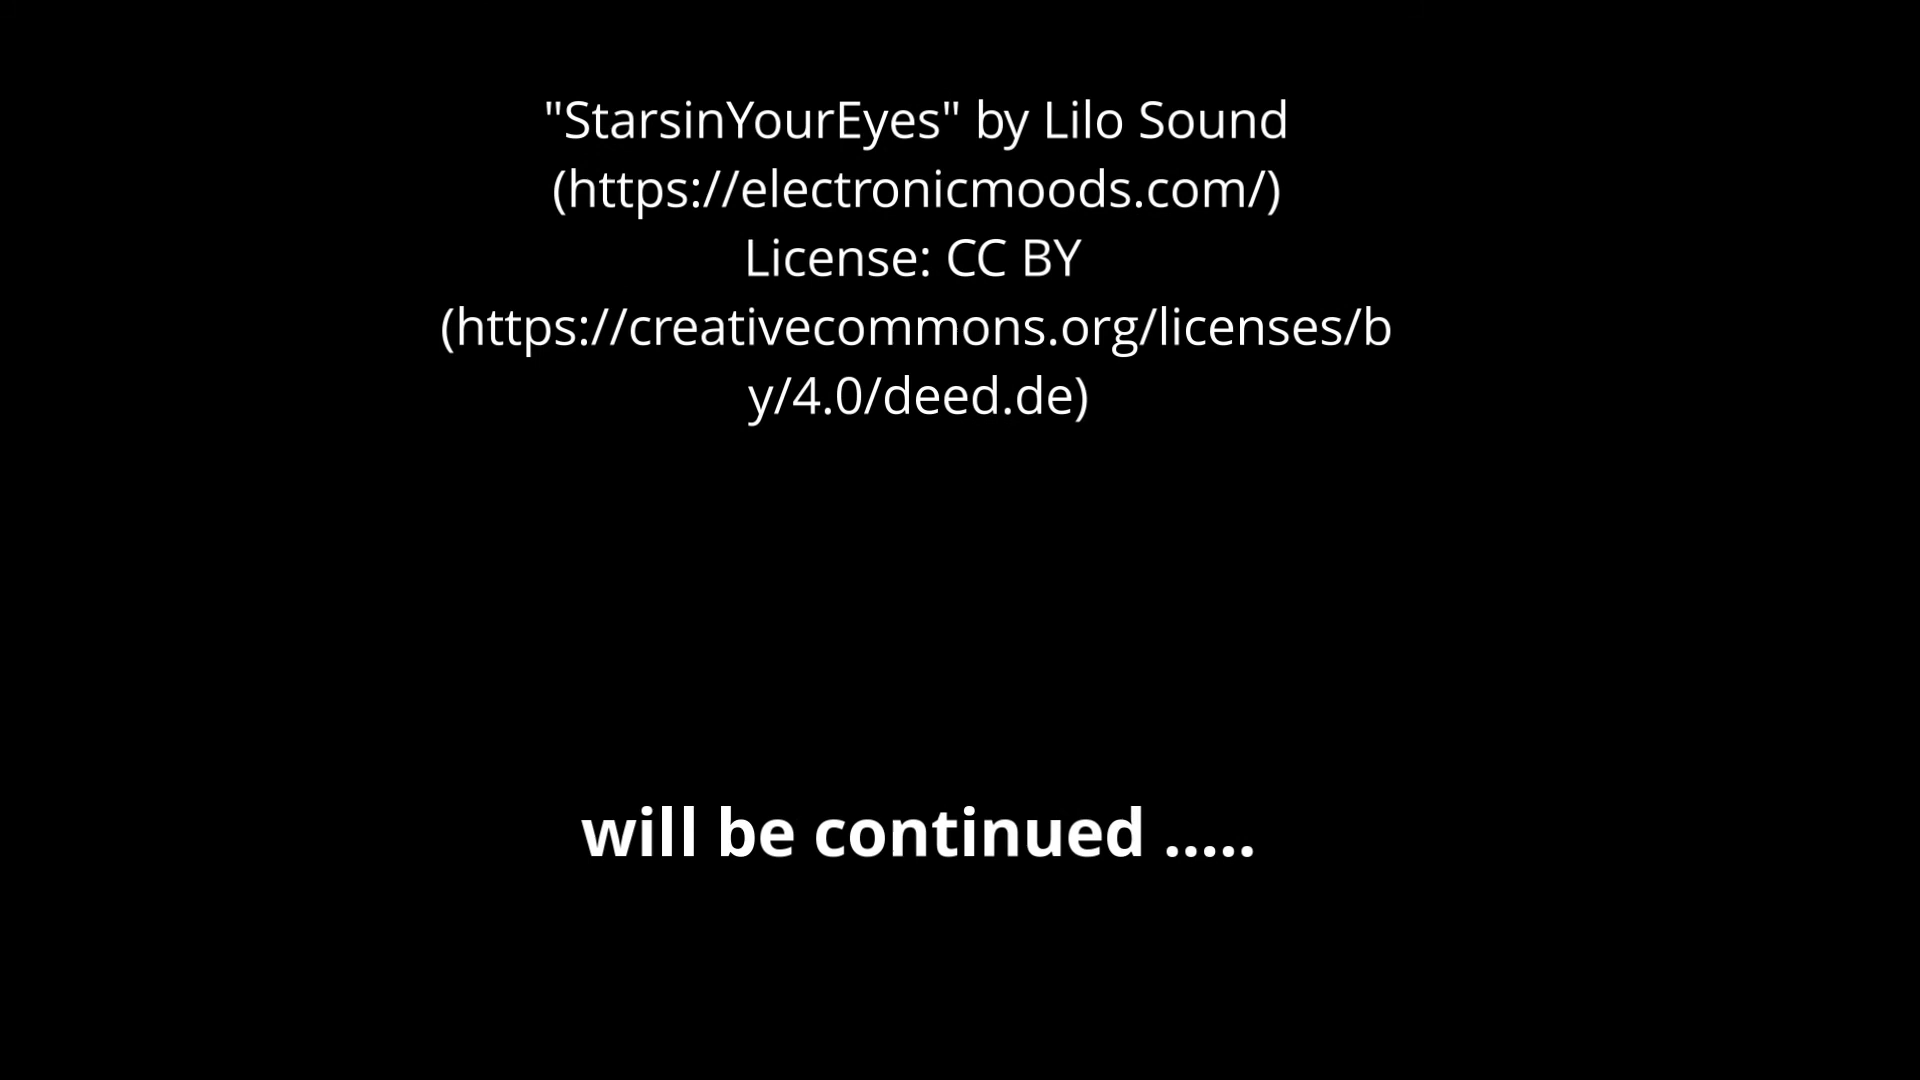 "StarsinYourEyes" by Lilo Sound
(https://electronicmoods.com/)
License: CC BY
(https://creativecommons.org/licenses/b
y/4.0/deed.de)
will be continued .....